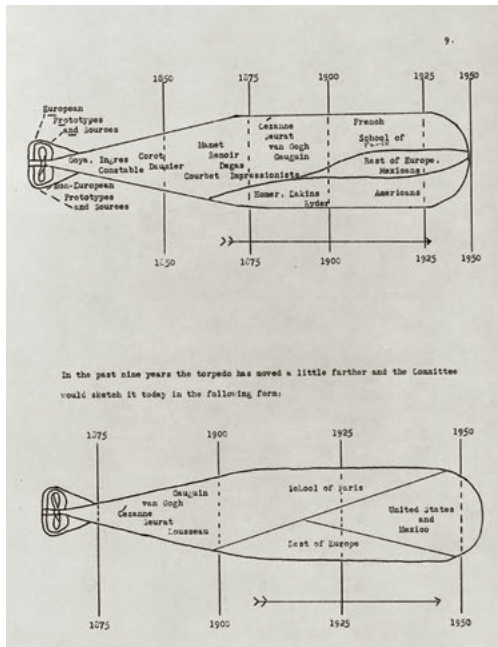 9.
1850 1875 1900 1925 1950
European
Prototypes
and Sources
Goya, Ingres
Constable
Corot
Daumier
Manet
Renoir
Degas
Courbet Impressionists
Cézanne
Seurat
van Gogh
Gauguin
French
School of
Paris
Rest of Europe,
Mexicans
Homer, Eakins
Ryder
Americans
Non-European
Prototypes
and Sources
1850 1875 1900 1925 1950
In the past nine years the torpedo has moved a little farther and the Committee
would sketch it today in the following form:
1875 1900 1925 1950
Gauguin
van Gogh
Cézanne
Seurat
Rousseau
School of Paris
United States
and
Mexico
Rest of Europe
1875 1900 1925 1950